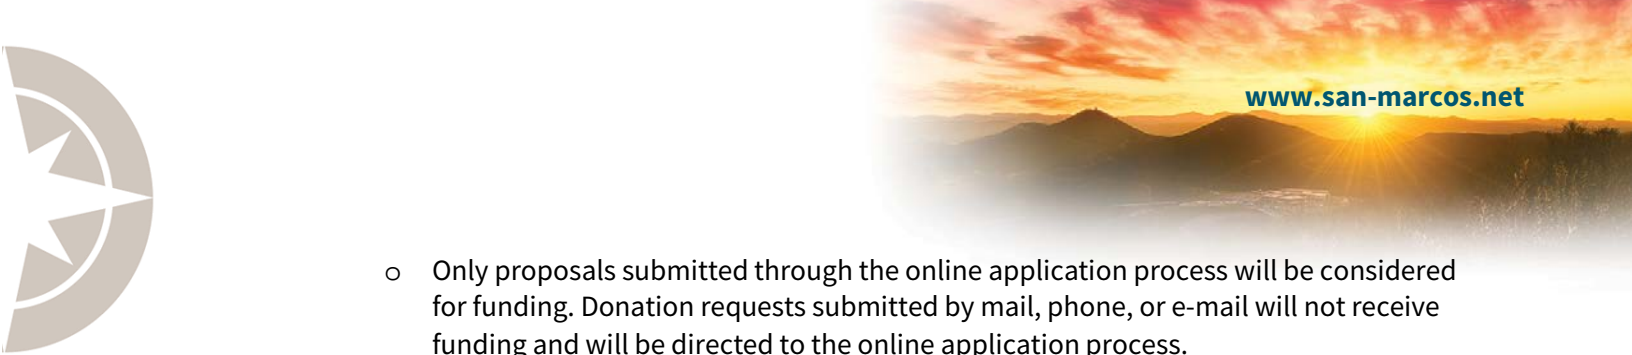 www.san-marcos.net
o Only proposals submitted through the online application process will be considered
for funding. Donation requests submitted by mail, phone, or e-mail will not receive
funding and will be directed to the online application process.